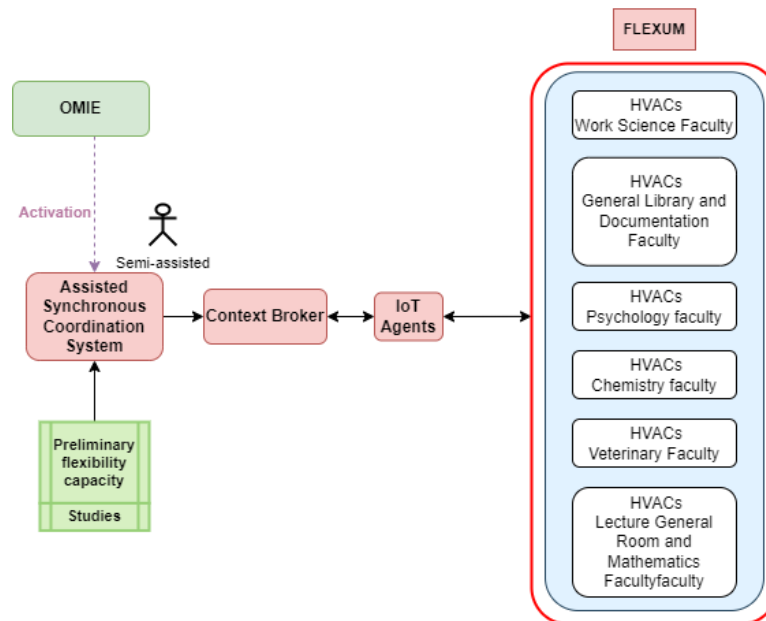 FLEXUM
OMIE
Activation
Semi-assisted
Assisted
Synchronous
Coordination
System
Context Broker
IoT
Agents
Preliminary
flexibility
capacity
Studies
HVACs
Work Science Faculty
HVACs
General Library and
Documentation
Faculty
HVACs
Psychology faculty
HVACs
Chemistry faculty
HVACs
Veterinary Faculty
HVACs
Lecture General
Room and
Mathematics
Facultyfaculty